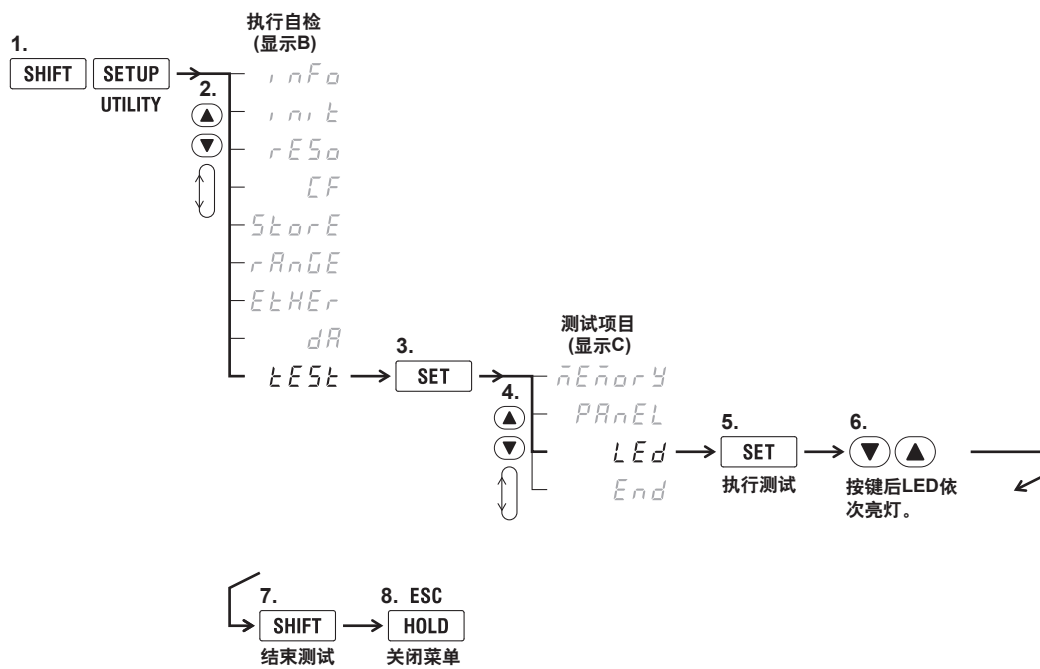 执行自检
(显示B)
1.
SHIFT SETUP
UTILITY
2.
inFo
init
rESo
CF
StorE
rAnGE
EtHEr
dA
tESt
3.
SET
测试项目
(显示C)
4.
mEmorY
PAnEL
LEd
End
5.
SET
执行测试
6.
按键后LED依
次亮灯。
7.
SHIFT
结束测试
8. ESC
HOLD
关闭菜单